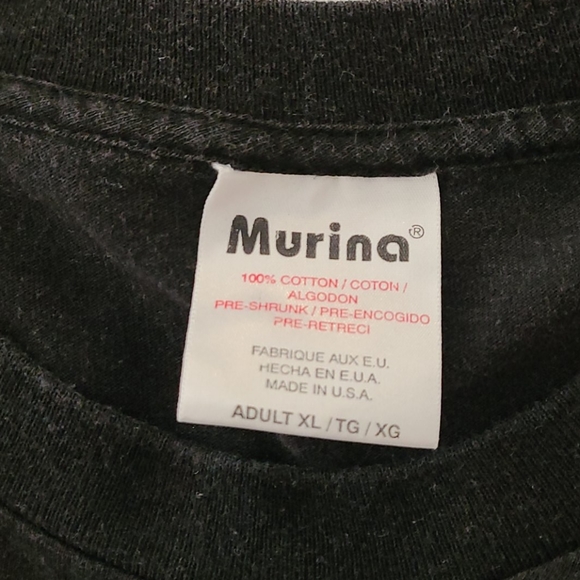 Murina®
100% COTTON / COTON /
ALGODON
PRE-SHRUNK / PRE-ENCOGIDO
PRE-RETRECI
FABRIQUE AUX E.U.
HECHA EN E.U.A.
MADE IN U.S.A.
ADULT XL / TG / XG